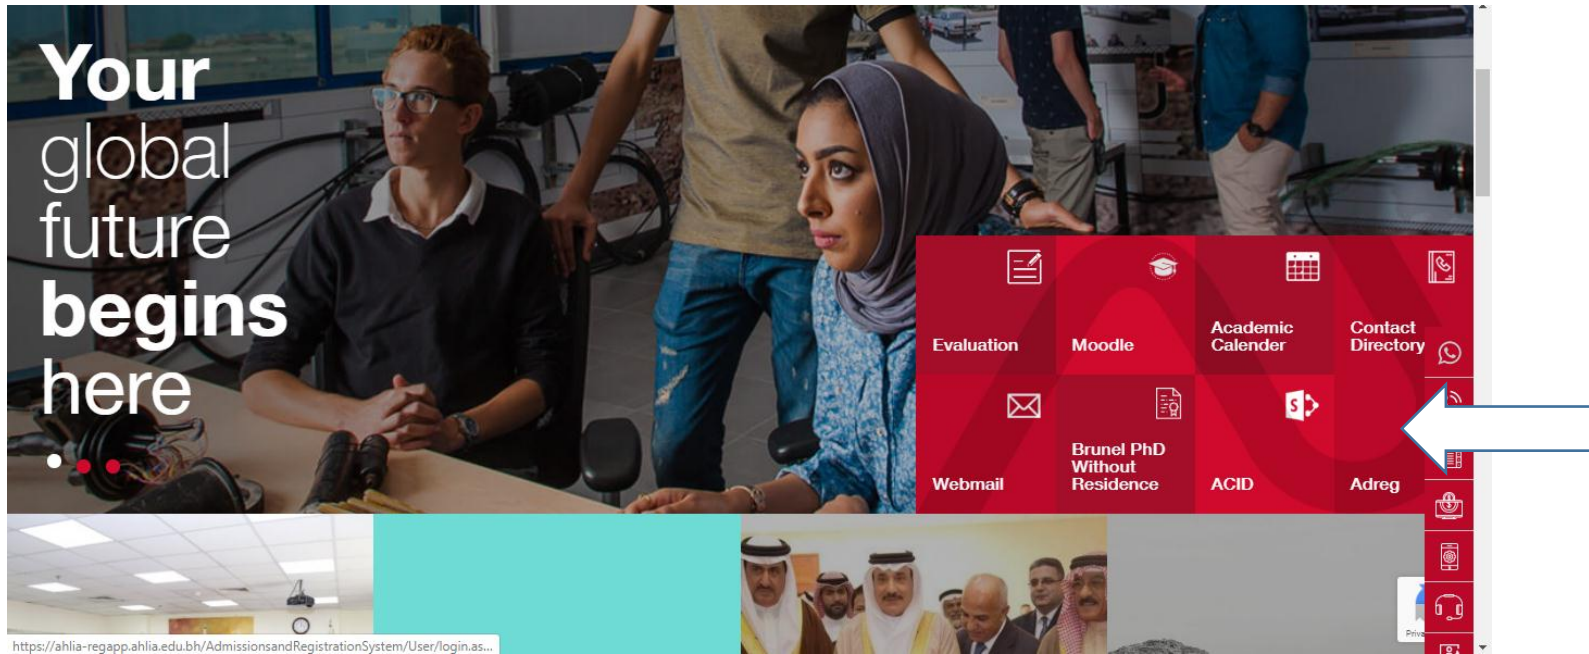 Your
global
future
begins
here
Evaluation
Moodle
Academic
Calender
Contact
Directory
Webmail
Brunel PhD
Without
Residence
ACID
Adreg
S
https://ahlia-regapp.ahlia.edu.bh/AdmissionsandRegistrationSystem/User/login.as...